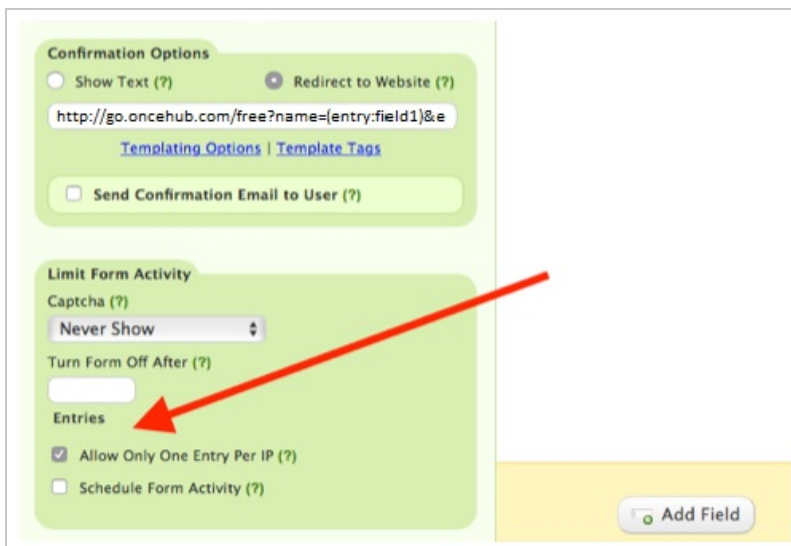 Confirmation Options
Show Text (?) Redirect to Website (?)
http://go.oncehub.com/free?name={entry:field1}&e
Templating Options | Template Tags
Send Confirmation Email to User (?)
Limit Form Activity
Captcha (?)
Never Show
Turn Form Off After (?)
Entries
Allow Only One Entry Per IP (?)
Schedule Form Activity (?)
Add Field